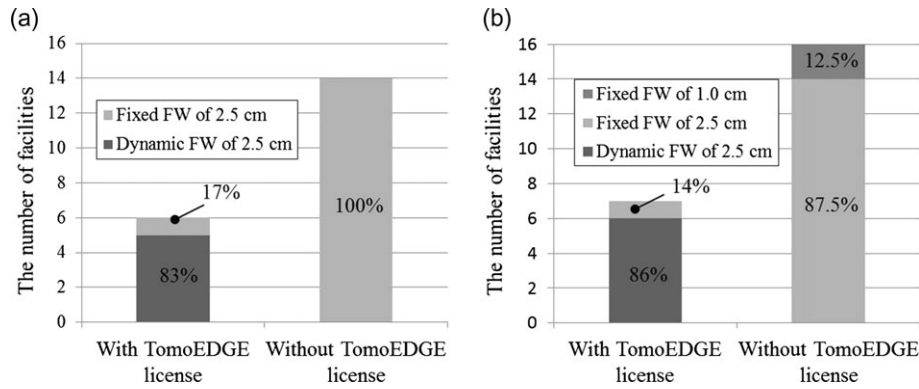 (a)
The number of facilities
16
14
12
10
8
6
4
2
0
Fixed FW of 2.5 cm
Dynamic FW of 2.5 cm
17%
83%
100%
With TomoEDGE
license
Without TomoEDGE
license
(b)
The number of facilities
16
14
12
10
8
6
4
2
0
Fixed FW of 1.0 cm
Fixed FW of 2.5 cm
Dynamic FW of 2.5 cm
14%
86%
12.5%
87.5%
With TomoEDGE
license
Without TomoEDGE
license